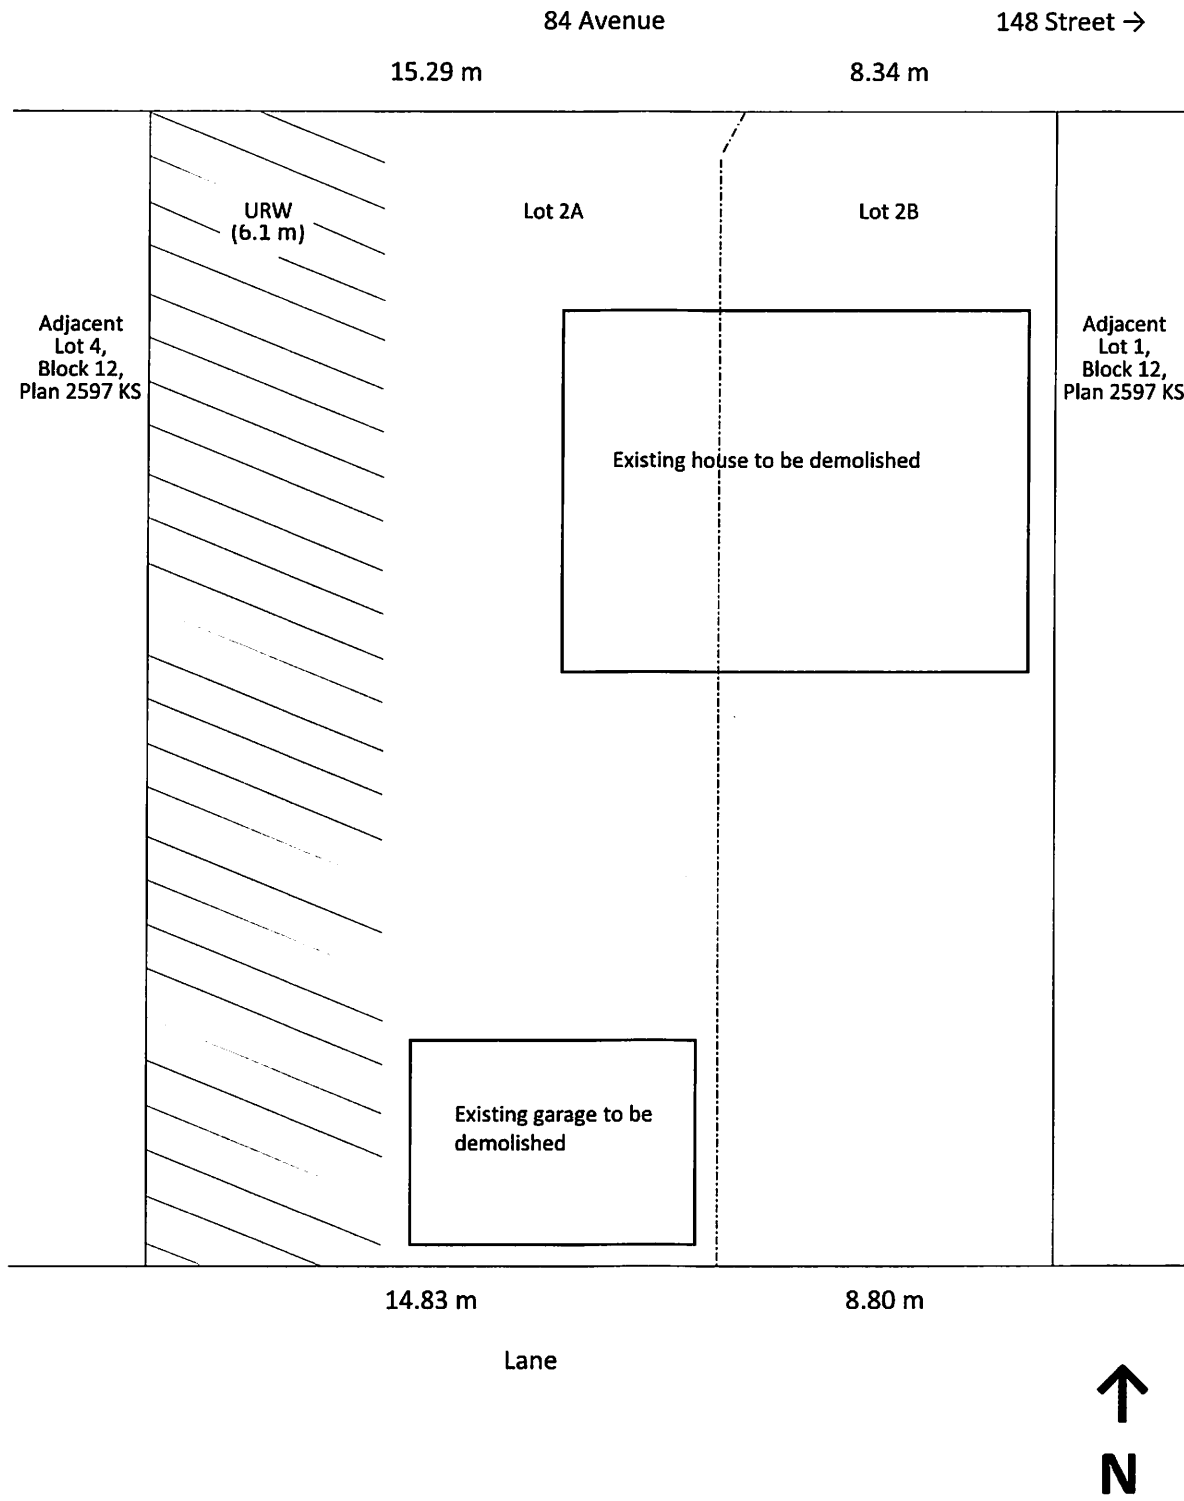 84 Avenue
148 Street →
15.29 m
8.34 m
URW
(6.1 m)
Lot 2A
Lot 2B
Adjacent
Lot 4,
Block 12,
Plan 2597 KS
Adjacent
Lot 1,
Block 12,
Plan 2597 KS
Existing house to be demolished
Existing garage to be
demolished
14.83 m
8.80 m
Lane
N